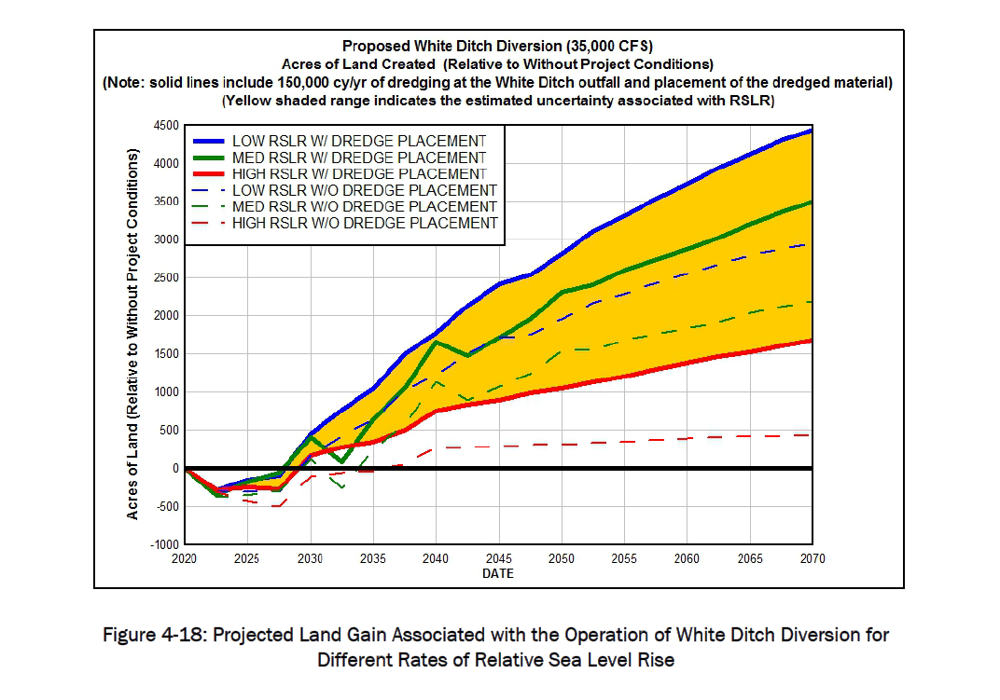 Proposed White Ditch Diversion (35,000 CFS)
Acres of Land Created (Relative to Without Project Conditions)
(Note: solid lines include 150,000 cy/yr of dredging at the White Ditch outfall and placement of the dredged material)
(Yellow shaded range indicates the estimated uncertainty associated with RSLR)
Acres of Land (Relative to Without Project Conditions)
4500
4000
3500
3000
2500
2000
1500
1000
500
0
-500
-1000
LOW RSLR W/ DREDGE PLACEMENT
MED RSLR W/ DREDGE PLACEMENT
HIGH RSLR W/ DREDGE PLACEMENT
LOW RSLR W/O DREDGE PLACEMENT
MED RSLR W/O DREDGE PLACEMENT
HIGH RSLR W/O DREDGE PLACEMENT
2020 2025 2030 2035 2040 2045 2050 2055 2060 2065 2070
DATE
Figure 4-18: Projected Land Gain Associated with the Operation of White Ditch Diversion for
Different Rates of Relative Sea Level Rise